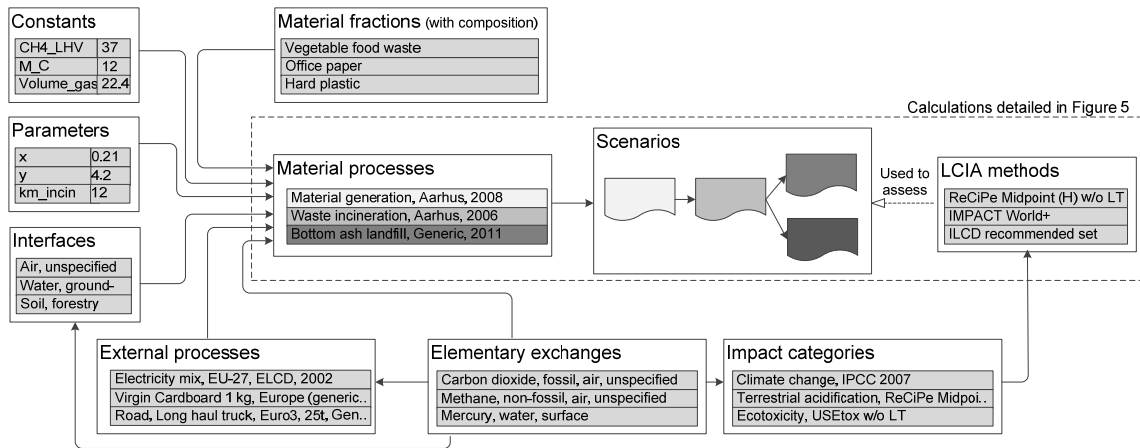 Constants
CH4_LHV 37
M_C 12
Volume_gas 22.4
Material fractions (with composition)
Vegetable food waste
Office paper
Hard plastic
Calculations detailed in Figure 5
Parameters
x 0.21
y 4.2
km_incin 12
Material processes
Material generation, Aarhus, 2008
Waste incineration, Aarhus, 2006
Bottom ash landfill, Generic, 2011
Scenarios
Used to
assess
LCIA methods
ReCiPe Midpoint (H) w/o LT
IMPACT World+
ILCD recommended set
Interfaces
Air, unspecified
Water, ground-
Soil, forestry
External processes
Electricity mix, EU-27, ELCD, 2002
Virgin Cardboard 1 kg, Europe (generic..
Road, Long haul truck, Euro3, 25t, Gen..
Elementary exchanges
Carbon dioxide, fossil, air, unspecified
Methane, non-fossil, air, unspecified
Mercury, water, surface
Impact categories
Climate change, IPCC 2007
Terrestrial acidification, ReCiPe Midpoi..
Ecotoxicity, USEtox w/o LT